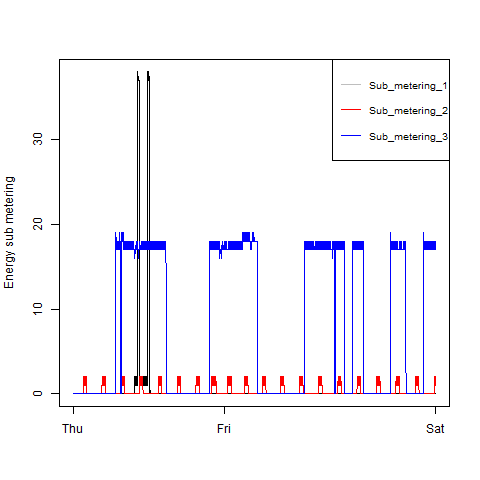 Sub_metering_1
Sub_metering_2
Sub_metering_3
Energy sub metering
30
20
10
0
Thu Fri Sat